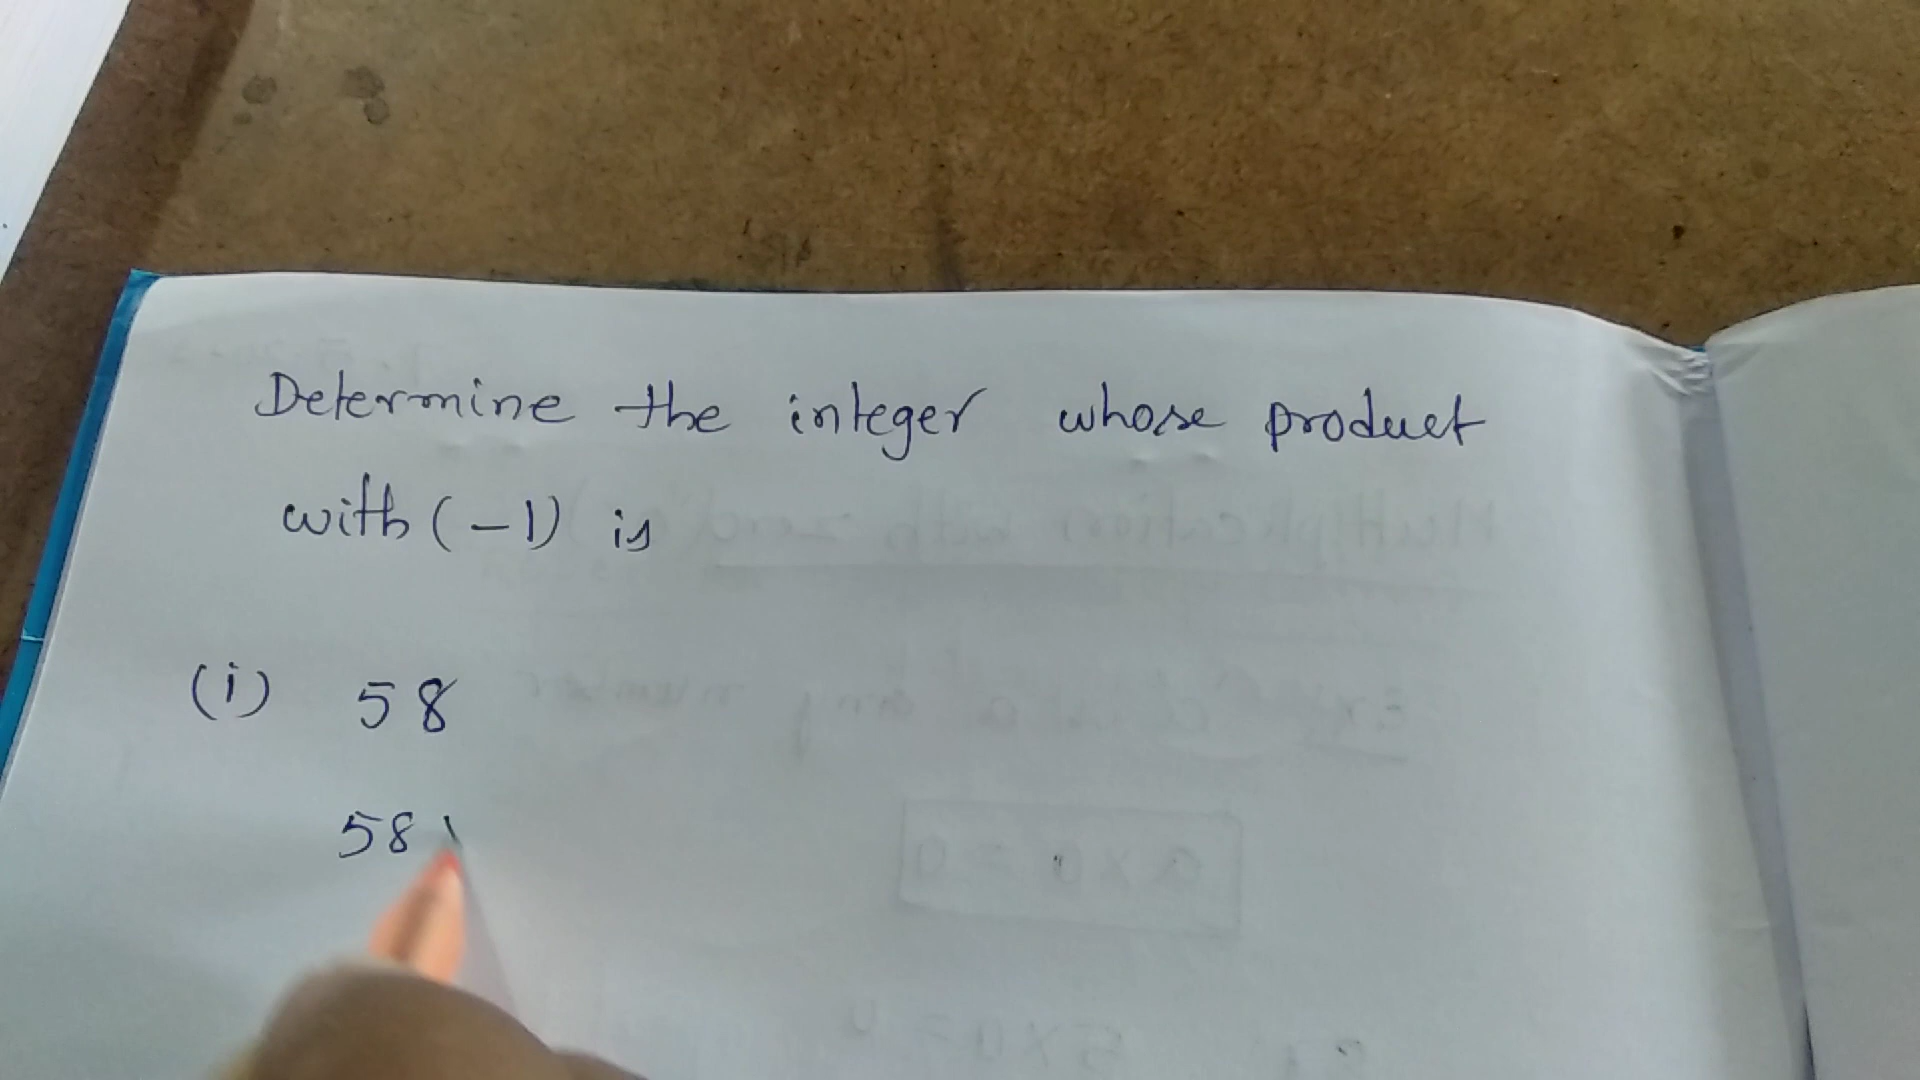 Determine the integer whose product
with (-1) is
(i) 58
58